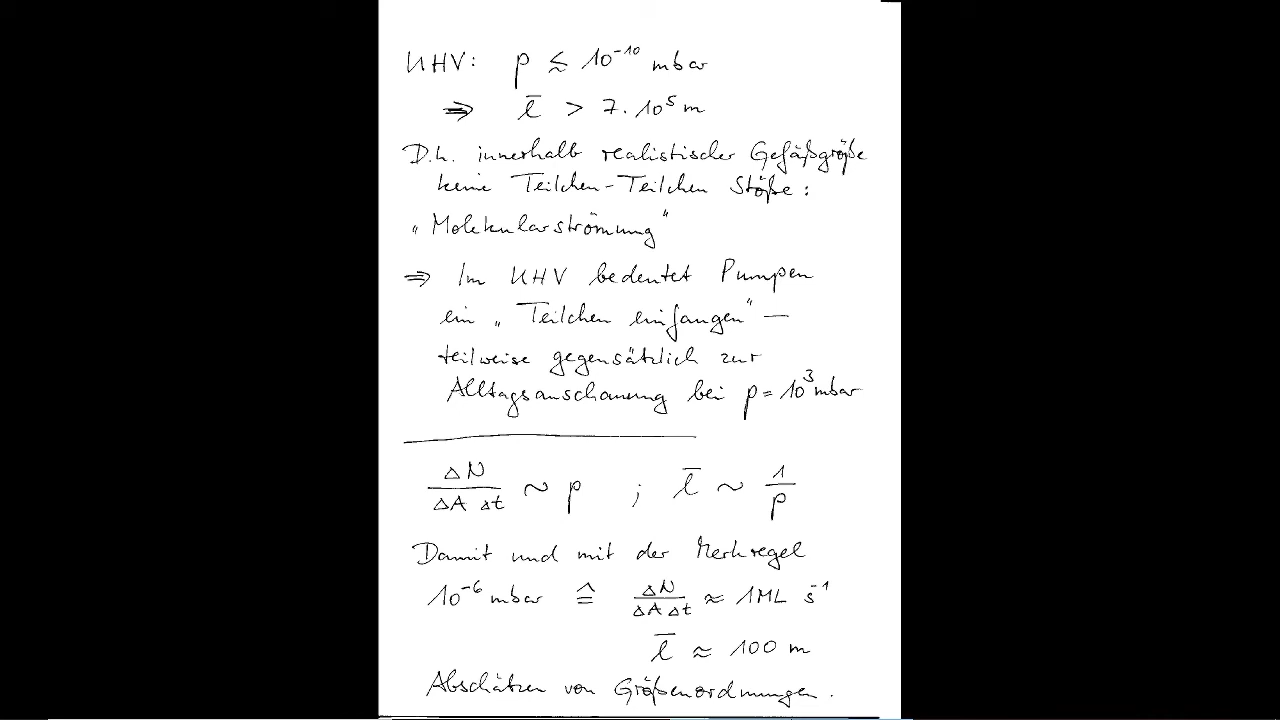 UHV: p ≲ 10⁻¹⁰ mbar
⇒ l̄ > 7·10⁵ m
D.h. innerhalb realistischer Gefäßgröße
keine Teilchen-Teilchen Stöße:
„Molekularströmung"
⇒ Im UHV bedeutet Pumpen
ein „Teilchen einfangen" —
teilweise gegensätzlich zur
Alltagsanschauung bei p = 10³ mbar
ΔN / ΔA Δt ~ p ; l̄ ~ 1/p
Damit und mit der Merkregel
10⁻⁶ mbar ≙ ΔN / ΔA Δt ≈ 1 ML s⁻¹
l̄ ≈ 100 m
Abschätzen von Größenordnungen.